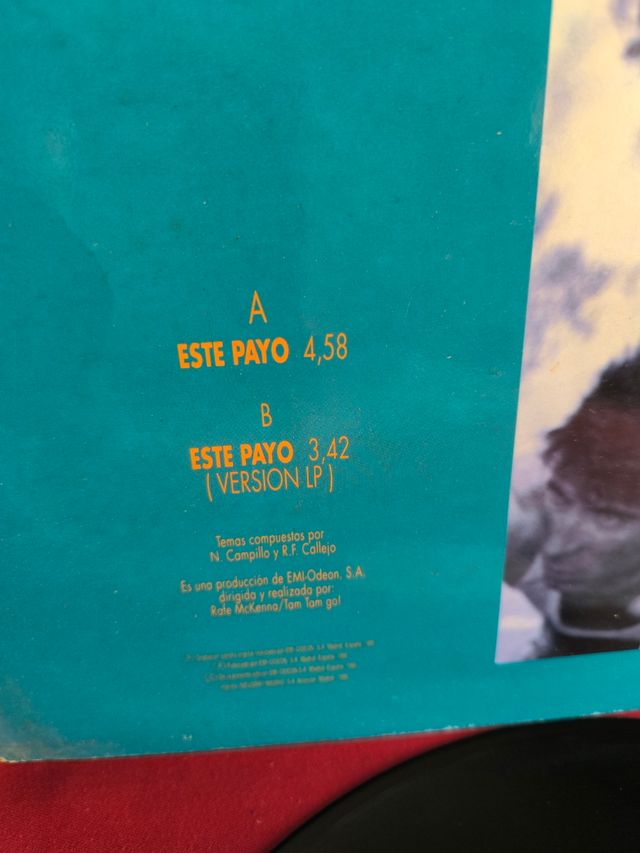 A
ESTE PAYO 4,58
B
ESTE PAYO 3,42
(VERSION LP)
Temas compuestos por
N. Campillo y R.F. Callejo
Es una producción de EMI-Odeon, S.A.
dirigida y realizada por:
Rafe McKenna/Tam Tam go!